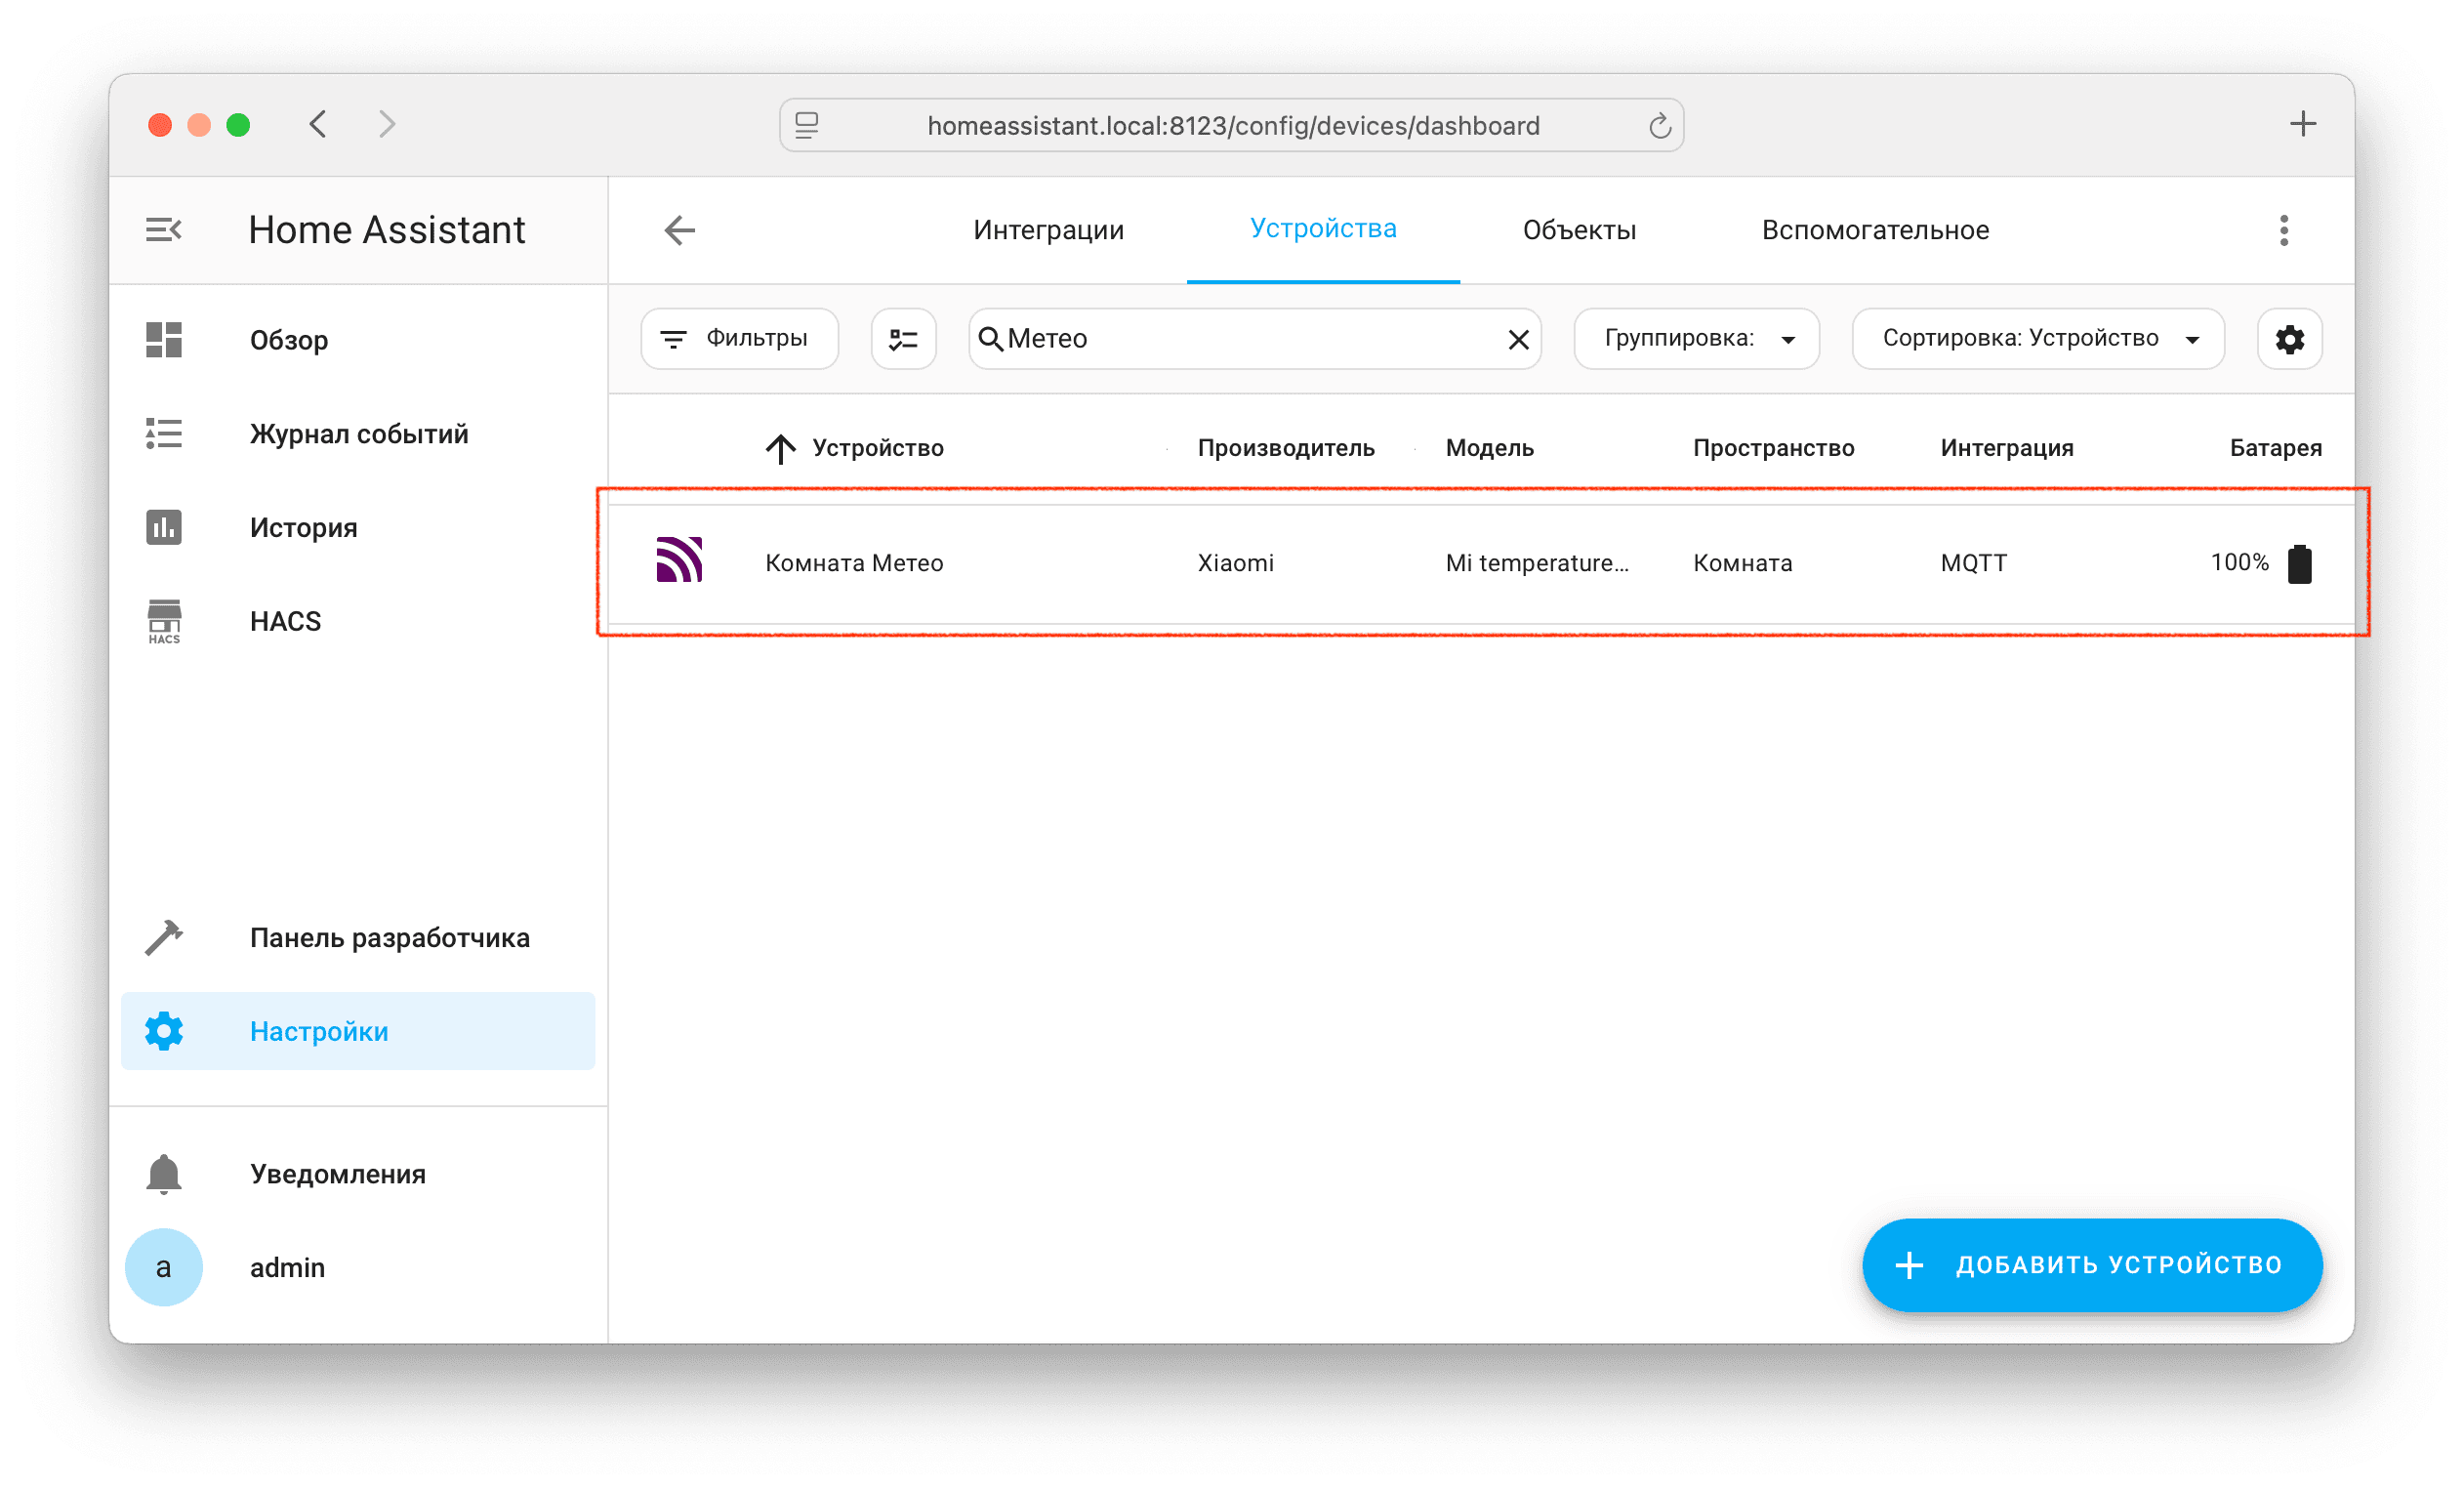 homeassistant.local:8123/config/devices/dashboard
Home Assistant
Интеграции Устройства Объекты Вспомогательное
Фильтры Метео Группировка: Сортировка: Устройство
Обзор
Журнал событий
История
HACS
HACS
Устройство Производитель Модель Пространство Интеграция Батарея
Комната Метео Xiaomi Mi temperature... Комната MQTT 100%
Панель разработчика
Настройки
Уведомления
a admin
ДОБАВИТЬ УСТРОЙСТВО